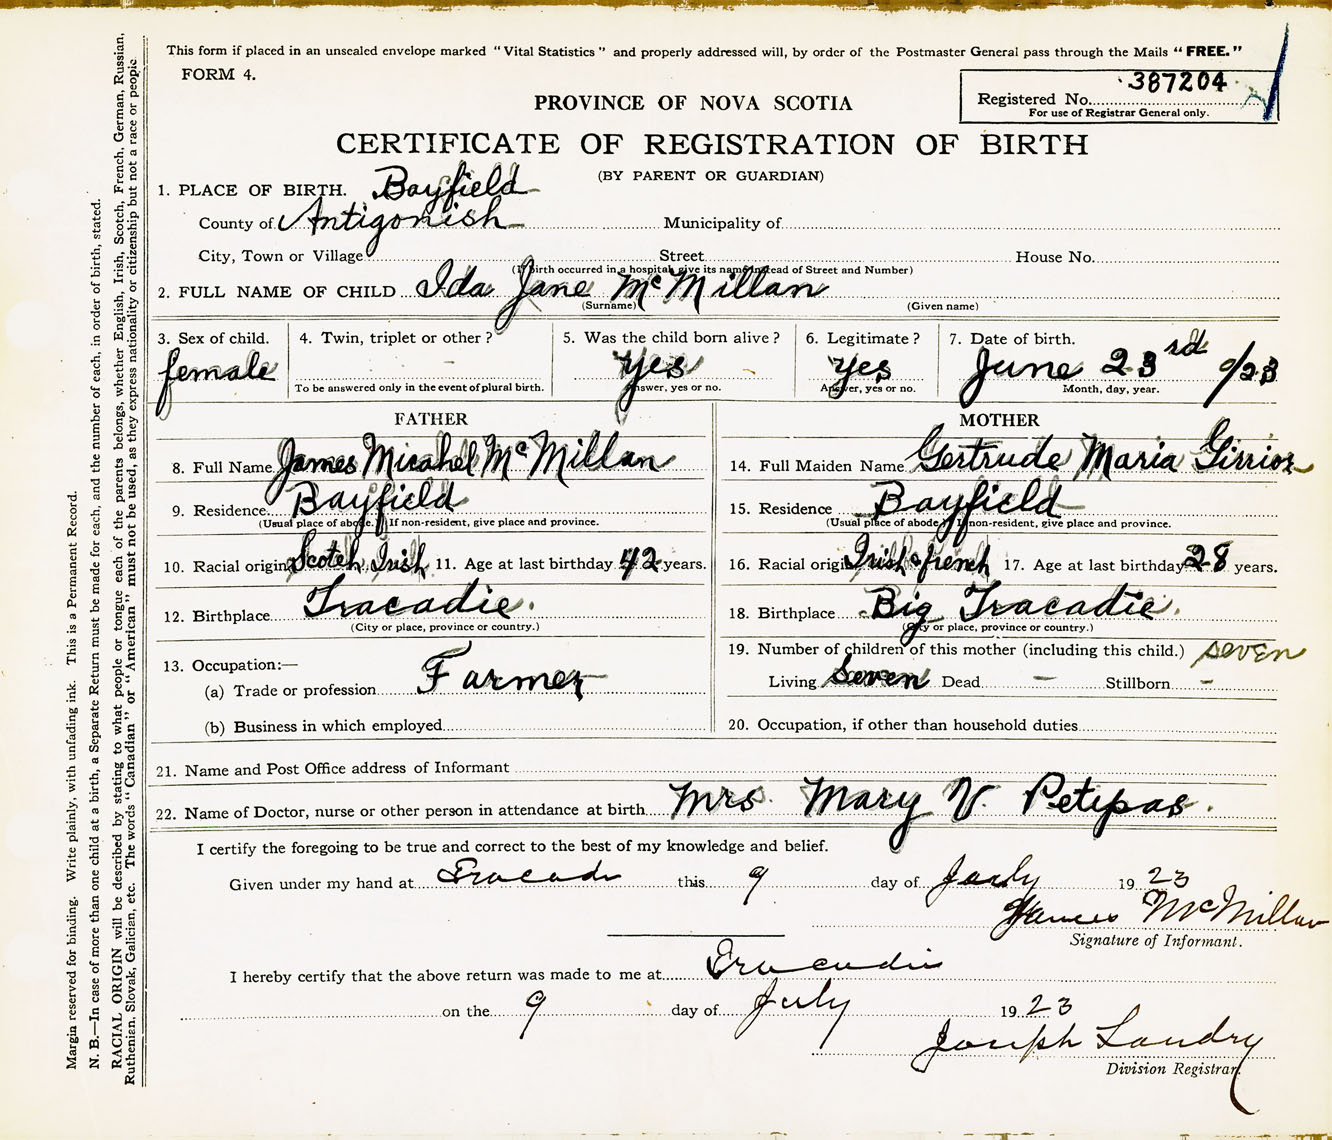 This form if placed in an unsealed envelope marked "Vital Statistics" and properly addressed will, by order of the Postmaster General pass through the Mails "FREE."
FORM 4.
387204
Registered No.
For use of Registrar General only.
PROVINCE OF NOVA SCOTIA
CERTIFICATE OF REGISTRATION OF BIRTH
(BY PARENT OR GUARDIAN)
1. PLACE OF BIRTH. Bayfield
County of Antigonish Municipality of
City, Town or Village Street House No.
(If birth occurred in a hospital, give its name instead of Street and Number)
2. FULL NAME OF CHILD Ida Jane McMillan
(Surname) (Given name)
3. Sex of child. 4. Twin, triplet or other? 5. Was the child born alive? 6. Legitimate? 7. Date of birth.
female - yes yes June 23rd 9/23
To be answered only in the event of plural birth. Answer, yes or no. Answer, yes or no. Month, day, year.
FATHER MOTHER
8. Full Name James Micahel McMillan 14. Full Maiden Name Gertrude Maria Girrior
9. Residence Bayfield 15. Residence Bayfield
(Usual place of abode.) If non-resident, give place and province. (Usual place of abode) If non-resident, give place and province.
10. Racial origin Scotch, Irish 11. Age at last birthday 42 years. 16. Racial origin Irish & french 17. Age at last birthday 28 years.
12. Birthplace Tracadie. 18. Birthplace Big Tracadie.
(City or place, province or country.) (City or place, province or country.)
13. Occupation:— 19. Number of children of this mother (including this child.) seven
(a) Trade or profession Farmer Living Seven Dead - Stillborn -
(b) Business in which employed 20. Occupation, if other than household duties
21. Name and Post Office address of Informant
22. Name of Doctor, nurse or other person in attendance at birth Mrs. Mary V. Petipas.
I certify the foregoing to be true and correct to the best of my knowledge and belief.
Given under my hand at Tracadi this 9 day of July 1923
James McMillan
Signature of Informant.
I hereby certify that the above return was made to me at Tracadie
on the 9 day of July 1923
Joseph Landry
Division Registrar.
Margin reserved for binding. Write plainly, with unfading ink. This is a Permanent Record.
N. B.—In case of more than one child at a birth, a Separate Return must be made for each, and the number of each, in order of birth, stated.
RACIAL ORIGIN will be described by stating to what people or tongue each of the parents belongs, whether English, Irish, Scotch, French, German, Russian,
Ruthenian, Slovak, Galician, etc. The words "Canadian" or "American" must not be used, as they express nationality or citizenship but not a race or people